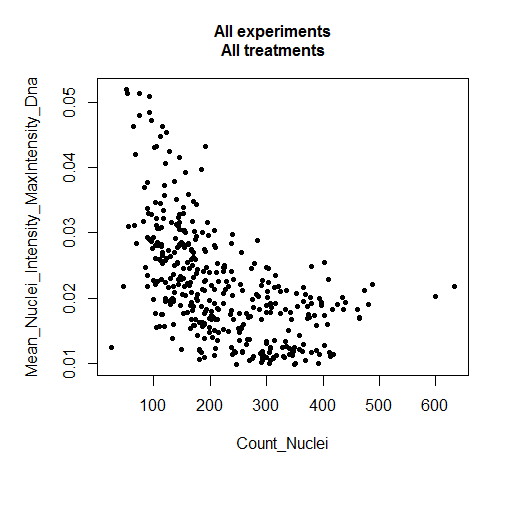 All experiments
All treatments
Mean_Nuclei_Intensity_MaxIntensity_Dna
0.05
0.04
0.03
0.02
0.01
100 200 300 400 500 600
Count_Nuclei